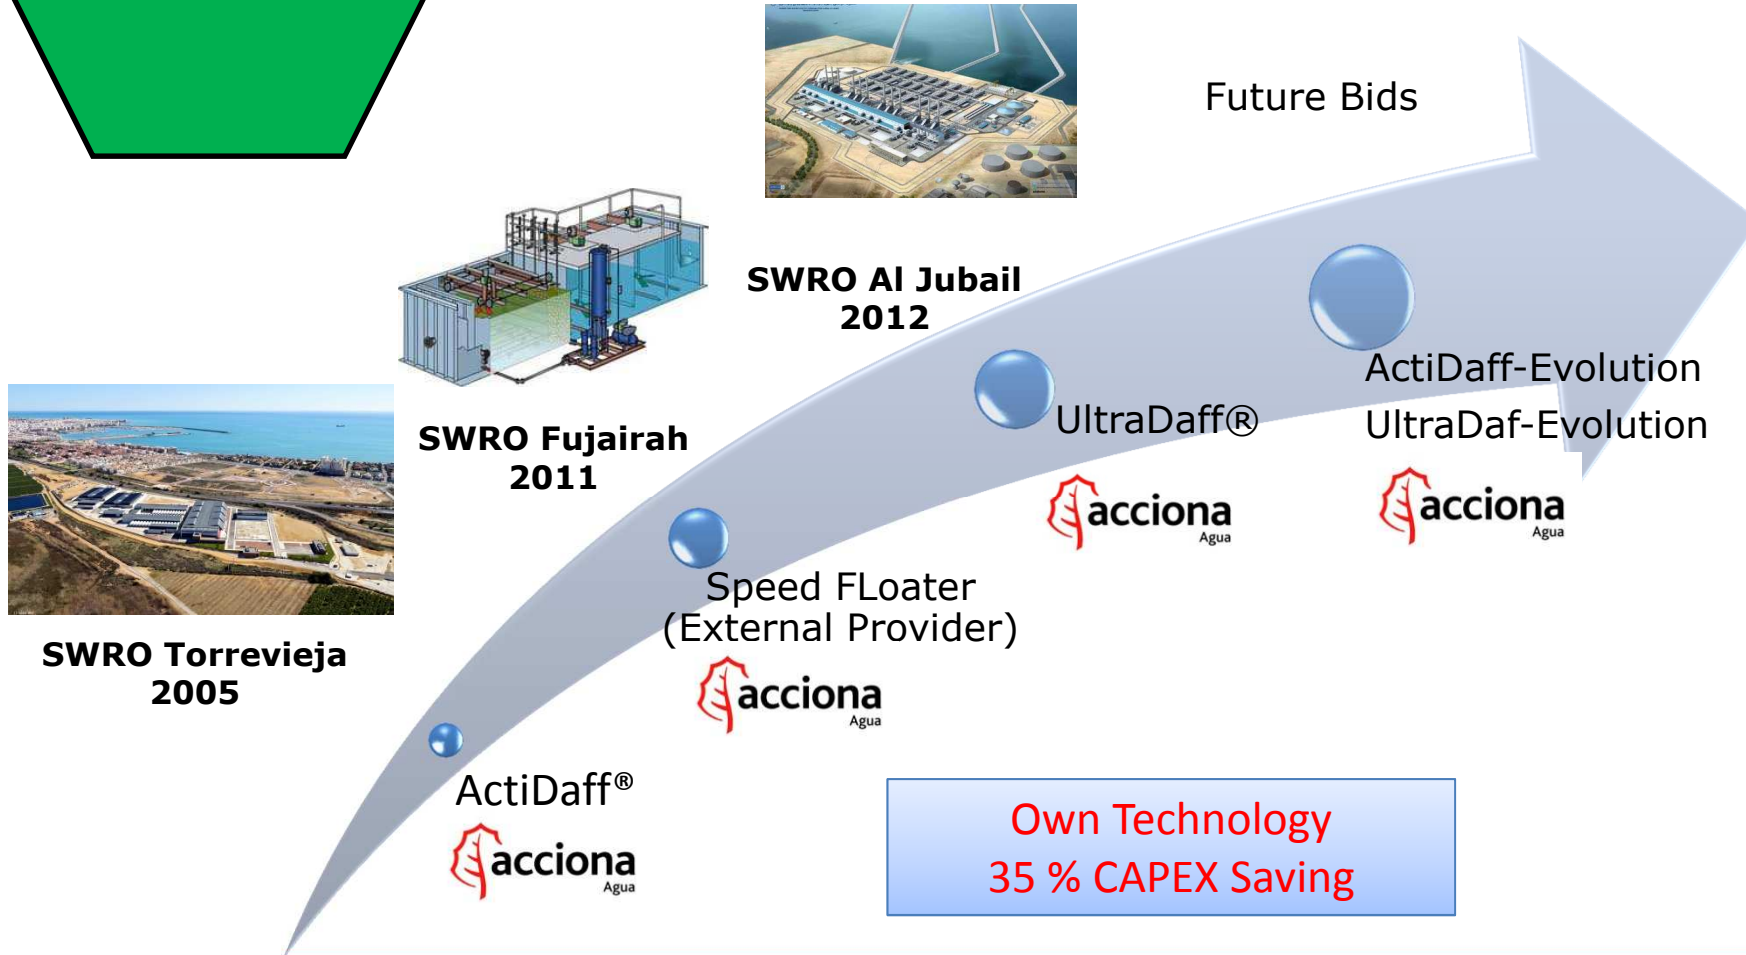 Future Bids
SWRO Al Jubail
2012
ActiDaff-Evolution
UltraDaf-Evolution
acciona
Agua
UltraDaff®
acciona
Agua
SWRO Fujairah
2011
Speed FLoater
(External Provider)
acciona
Agua
SWRO Torrevieja
2005
ActiDaff®
acciona
Agua
Own Technology
35 % CAPEX Saving